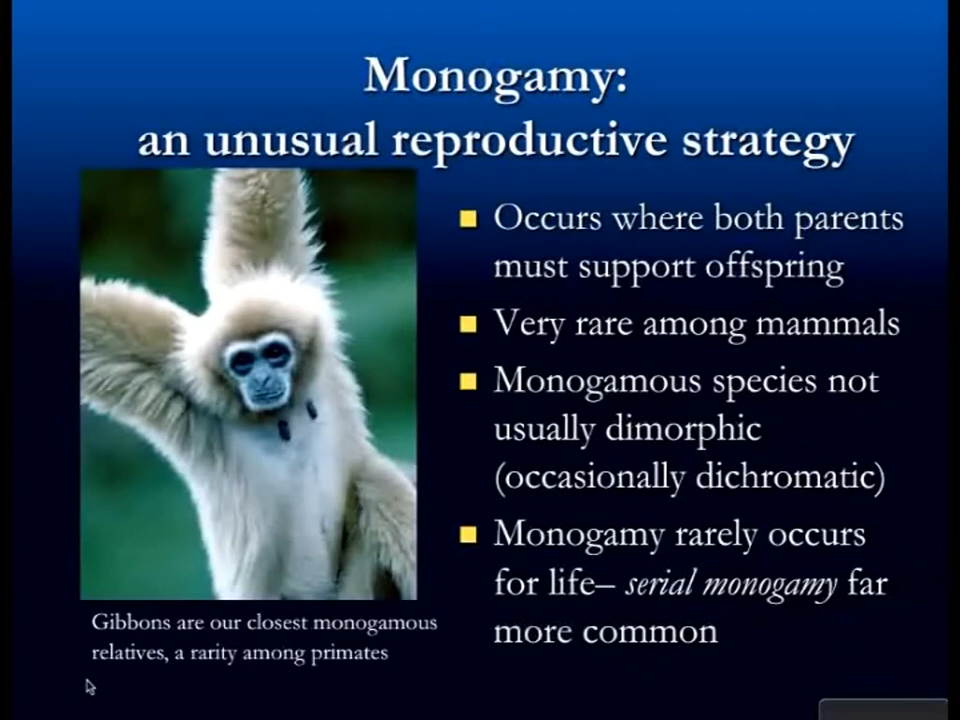 Monogamy:
an unusual reproductive strategy
Occurs where both parents
must support offspring
Very rare among mammals
Monogamous species not
usually dimorphic
(occasionally dichromatic)
Monogamy rarely occurs
for life– serial monogamy far
more common
Gibbons are our closest monogamous
relatives, a rarity among primates